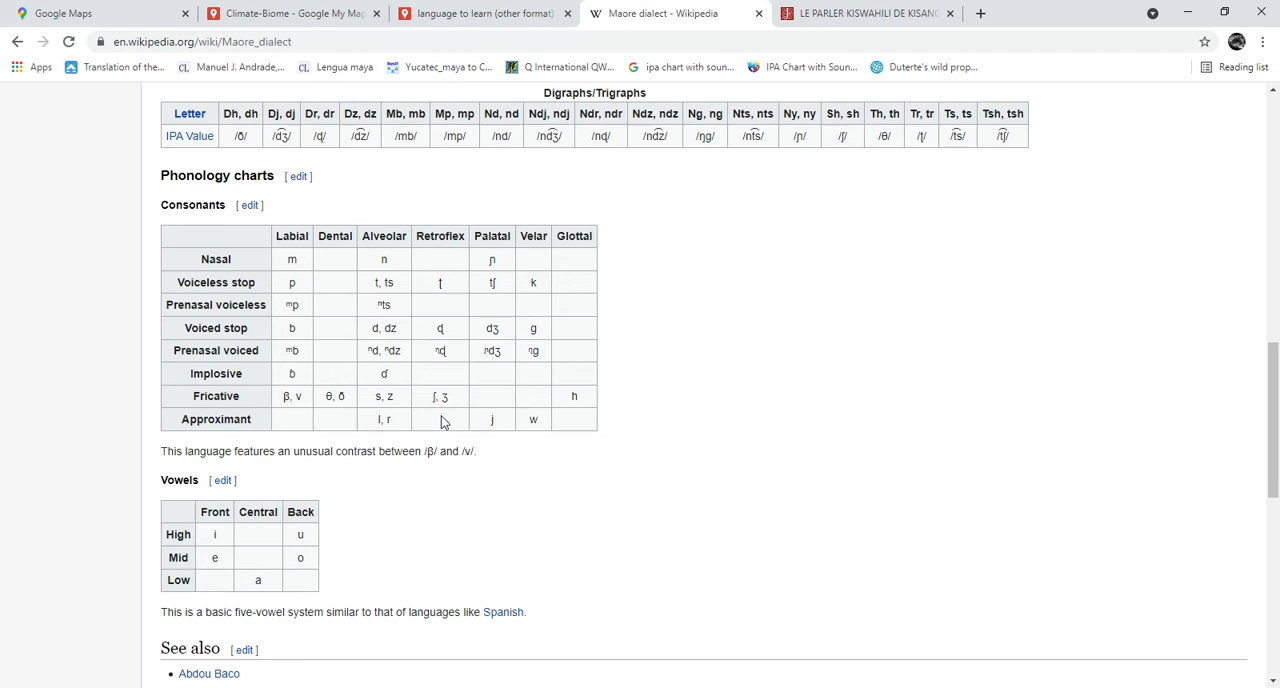 Google Maps
Climate-Biome - Google My Map
language to learn (other format)
Maore dialect - Wikipedia
LE PARLER KISWAHILI DE KISANG
en.wikipedia.org/wiki/Maore_dialect
Apps Translation of the... Manuel J. Andrade,... Lengua maya Yucatec_maya to C... Q International QW... ipa chart with soun... IPA Chart with Soun... Duterte's wild prop... Reading list
Digraphs/Trigraphs
Letter Dh, dh Dj, dj Dr, dr Dz, dz Mb, mb Mp, mp Nd, nd Ndj, ndj Ndr, ndr Ndz, ndz Ng, ng Nts, nts Ny, ny Sh, sh Th, th Tr, tr Ts, ts Tsh, tsh
IPA Value /ð/ /d͡ʒ/ /ɖ/ /d͡z/ /mb/ /mp/ /nd/ /nd͡ʒ/ /nɖ/ /nd͡z/ /ŋg/ /nt͡s/ /ɲ/ /ʃ/ /θ/ /ʈ/ /t͡s/ /t͡ʃ/
Phonology charts [ edit ]
Consonants [ edit ]
Labial Dental Alveolar Retroflex Palatal Velar Glottal
Nasal m n ɲ
Voiceless stop p t, ts ʈ tʃ k
Prenasal voiceless ᵐp ⁿts
Voiced stop b d, dz ɖ dʒ g
Prenasal voiced ᵐb ⁿd, ⁿdz ᶯɖ ᶮdʒ ᵑg
Implosive ɓ ɗ
Fricative β, v θ, ð s, z ʃ, ʒ h
Approximant l, r j w
This language features an unusual contrast between /β/ and /v/.
Vowels [ edit ]
Front Central Back
High i u
Mid e o
Low a
This is a basic five-vowel system similar to that of languages like Spanish.
See also [ edit ]
• Abdou Baco